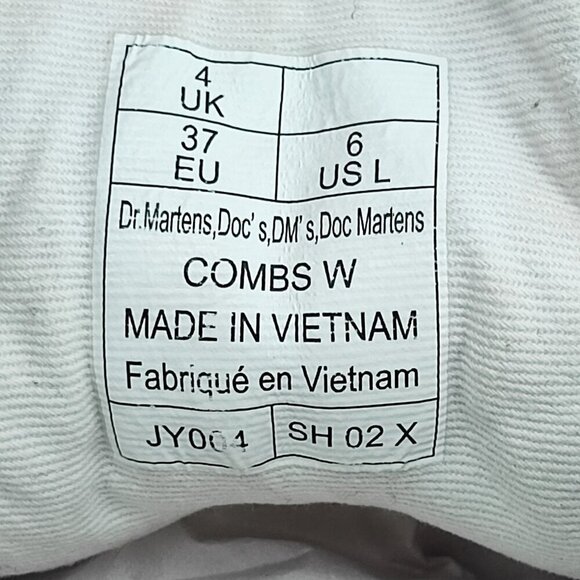 4
UK
37
EU
6
US L
Dr.Martens,Doc's,DM's,Doc Martens
COMBS W
MADE IN VIETNAM
Fabriqué en Vietnam
JY004
SH 02 X